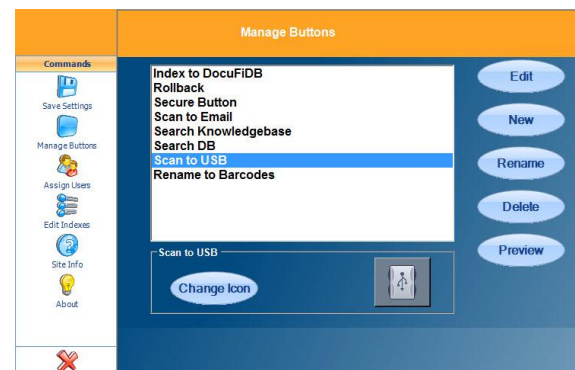 Manage Buttons
Commands
Save Settings
Manage Buttons
Assign Users
Edit Indexes
Site Info
About
Index to DocuFiDB
Rollback
Secure Button
Scan to Email
Search Knowledgebase
Search DB
Scan to USB
Rename to Barcodes
Scan to USB
Change Icon
Edit
New
Rename
Delete
Preview